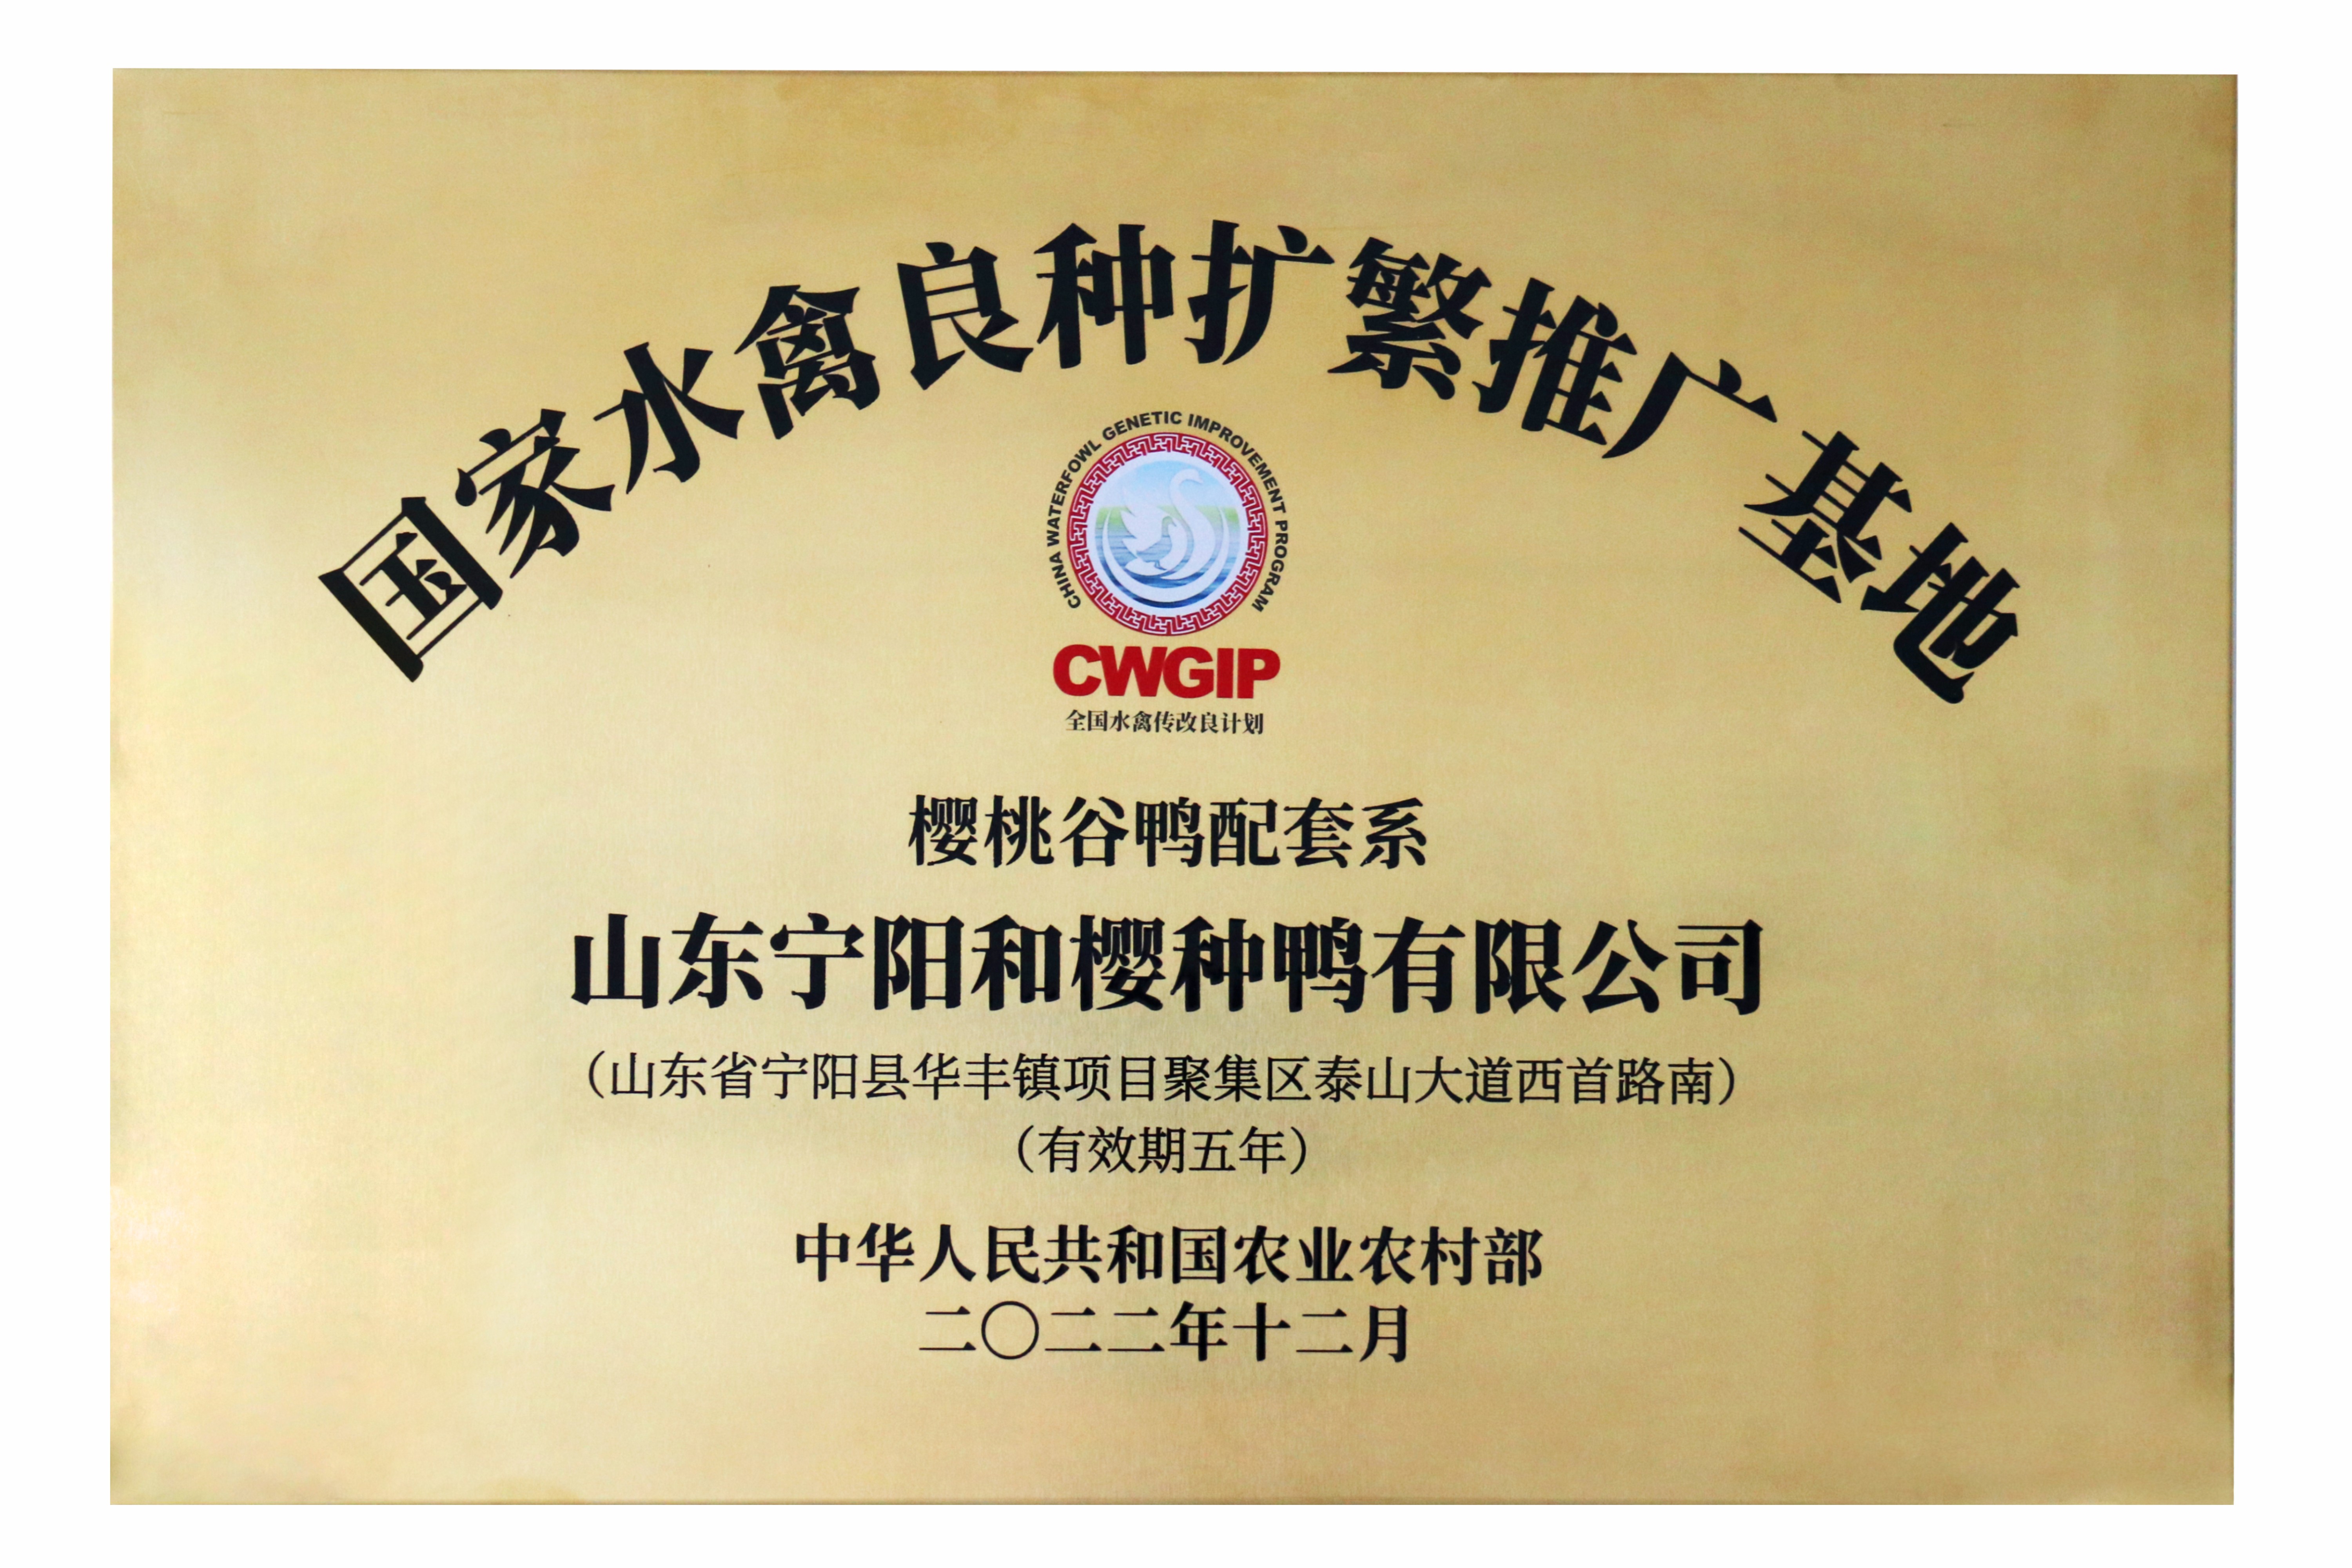 国家水禽良种扩繁推广基地
CHINA WATERFOWL GENETIC IMPROVEMENT PROGRAM
CWGIP
全国水禽传改良计划
樱桃谷鸭配套系
山东宁阳和樱种鸭有限公司
（山东省宁阳县华丰镇项目聚集区泰山大道西首路南）
（有效期五年）
中华人民共和国农业农村部
二〇二二年十二月